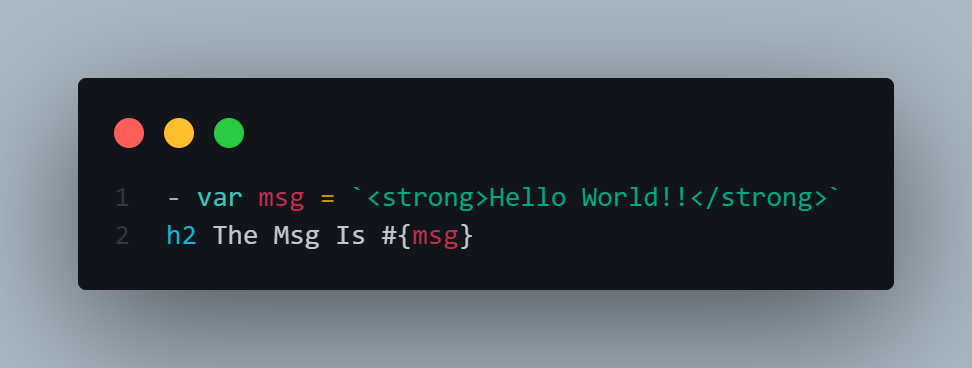 1 - var msg = `<strong>Hello World!!</strong>`
2 h2 The Msg Is #{msg}